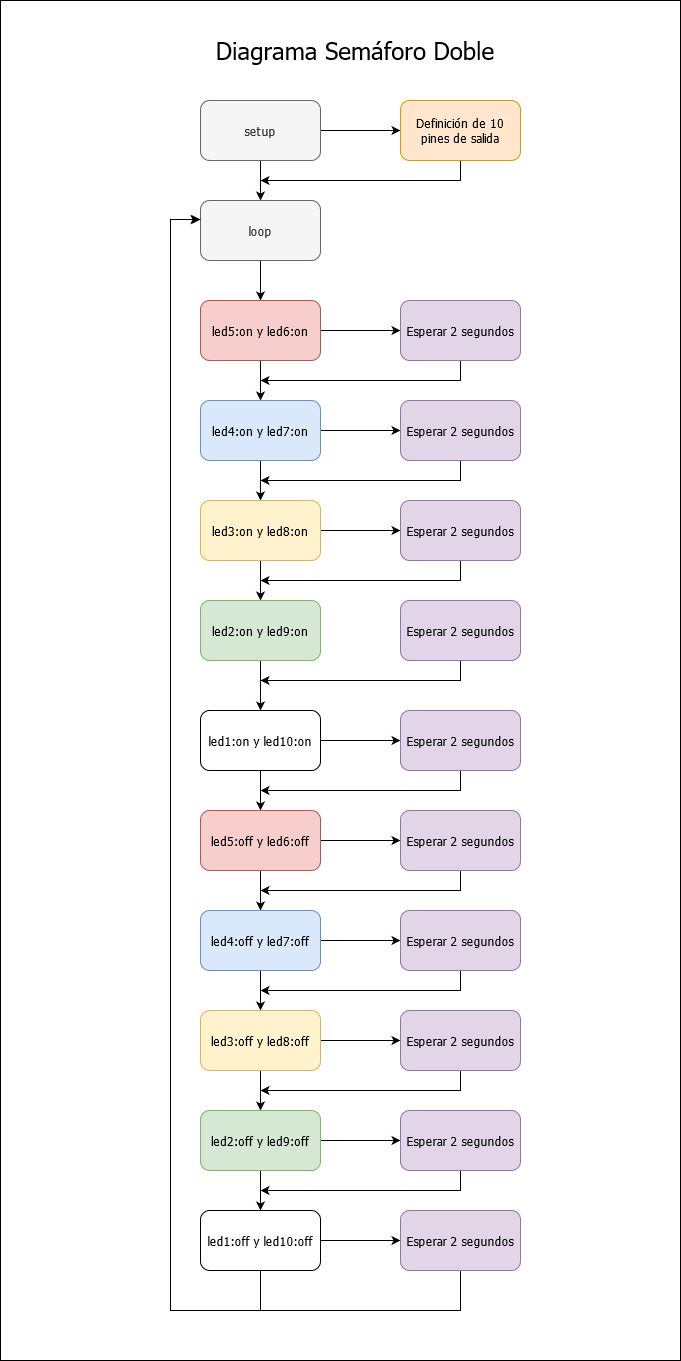 Diagrama Semáforo Doble
setup
Definición de 10
pines de salida
loop
led5:on y led6:on
Esperar 2 segundos
led4:on y led7:on
Esperar 2 segundos
led3:on y led8:on
Esperar 2 segundos
led2:on y led9:on
Esperar 2 segundos
led1:on y led10:on
Esperar 2 segundos
led5:off y led6:off
Esperar 2 segundos
led4:off y led7:off
Esperar 2 segundos
led3:off y led8:off
Esperar 2 segundos
led2:off y led9:off
Esperar 2 segundos
led1:off y led10:off
Esperar 2 segundos